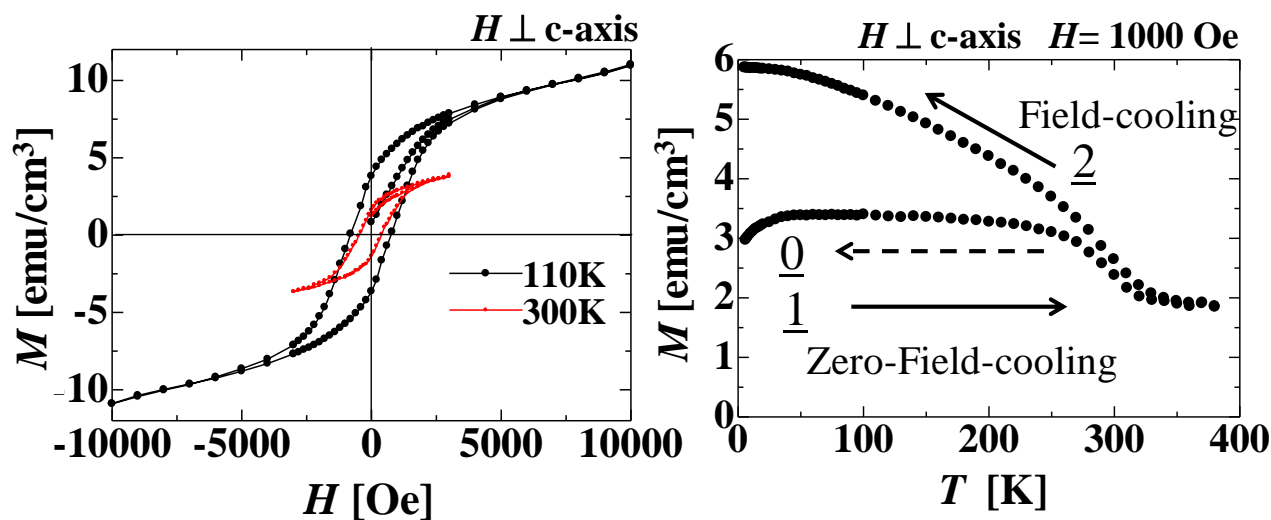 H ⊥ c-axis
M [emu/cm³]
10
5
0
-5
-10
110K
300K
-10000 -5000 0 5000 10000
H [Oe]
H ⊥ c-axis H= 1000 Oe
M [emu/cm³]
6
5
4
3
2
1
0
Field-cooling
2
0
1
Zero-Field-cooling
0 100 200 300 400
T [K]